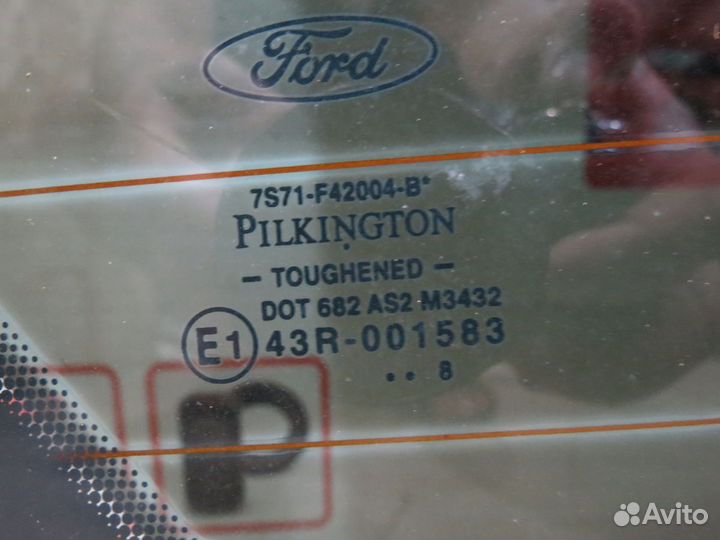 Ford
7S71-F42004-B*
PILKINGTON
- TOUGHENED -
DOT 682 AS2 M3432
E1 43R-001583
.. 8
P
Avito